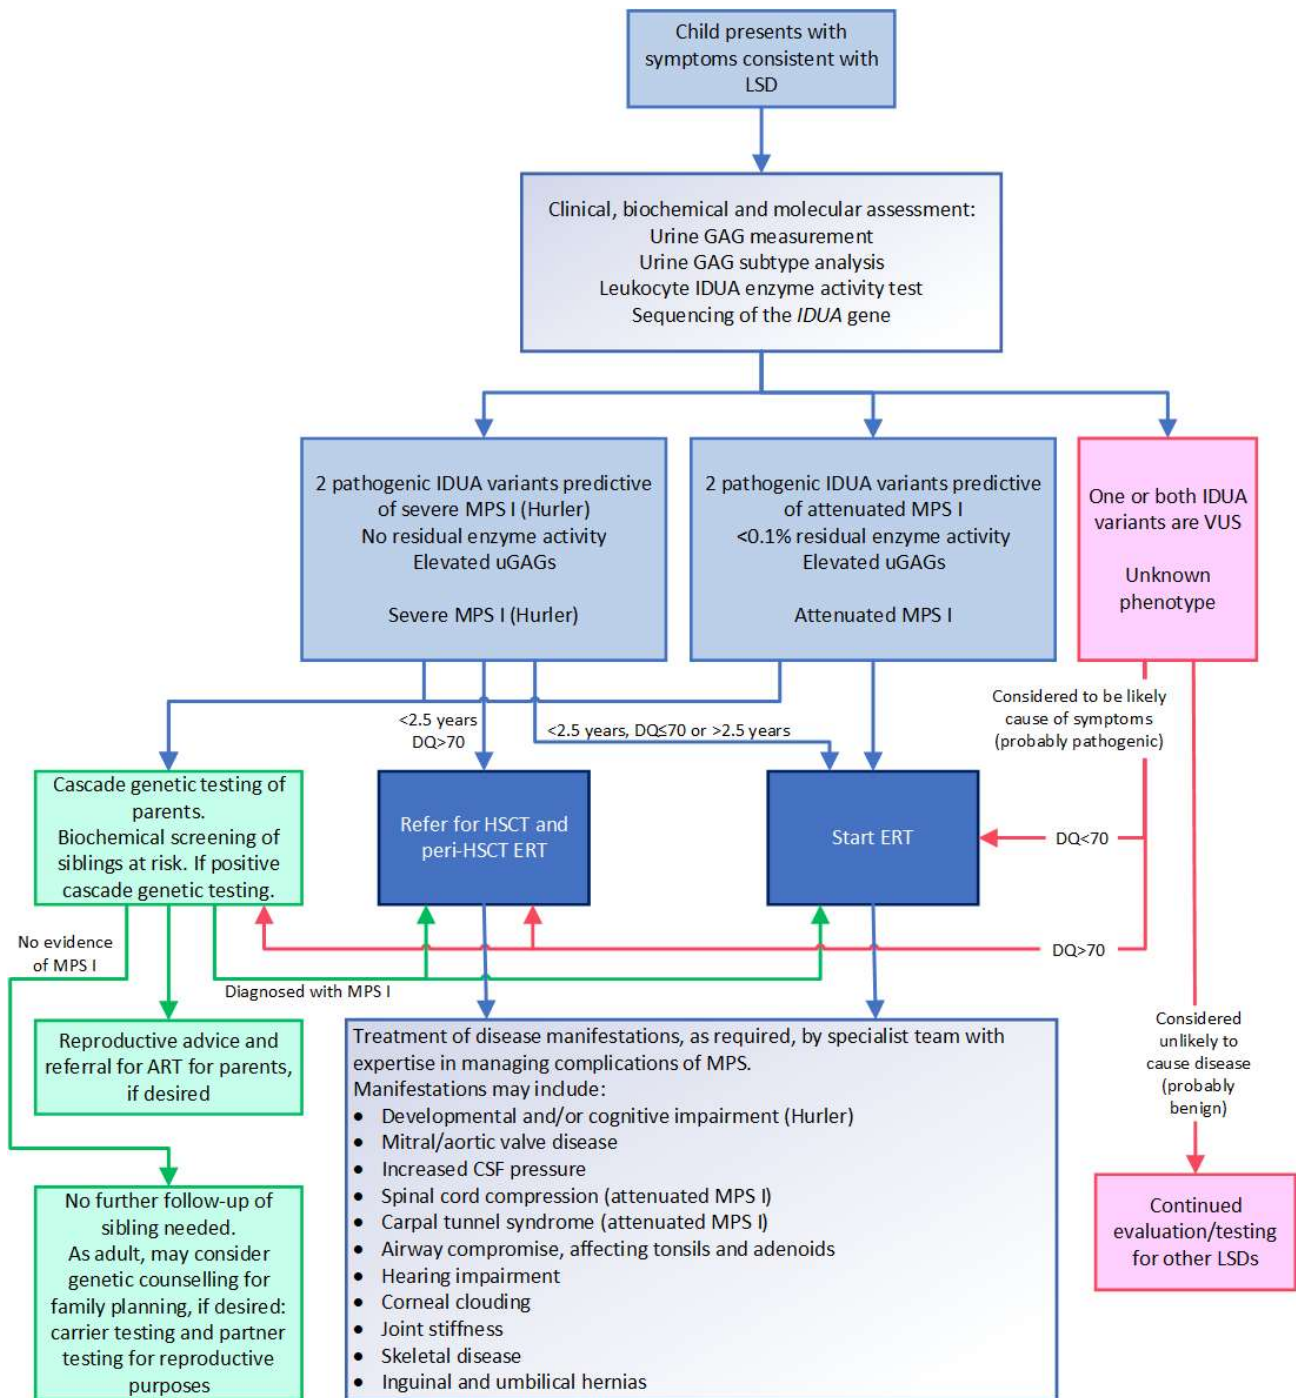 Child presents with
symptoms consistent with
LSD
Clinical, biochemical and molecular assessment:
Urine GAG measurement
Urine GAG subtype analysis
Leukocyte IDUA enzyme activity test
Sequencing of the IDUA gene
2 pathogenic IDUA variants predictive
of severe MPS I (Hurler)
No residual enzyme activity
Elevated uGAGs
Severe MPS I (Hurler)
2 pathogenic IDUA variants predictive
of attenuated MPS I
<0.1% residual enzyme activity
Elevated uGAGs
Attenuated MPS I
One or both IDUA
variants are VUS
Unknown
phenotype
<2.5 years
DQ>70
<2.5 years, DQ≤70 or >2.5 years
Considered to be likely
cause of symptoms
(probably pathogenic)
Cascade genetic testing of
parents.
Biochemical screening of
siblings at risk. If positive
cascade genetic testing.
Refer for HSCT and
peri-HSCT ERT
Start ERT
DQ<70
DQ>70
No evidence
of MPS I
Diagnosed with MPS I
Reproductive advice and
referral for ART for parents,
if desired
Considered
unlikely to
cause disease
(probably
benign)
No further follow-up of
sibling needed.
As adult, may consider
genetic counselling for
family planning, if desired:
carrier testing and partner
testing for reproductive
purposes
Treatment of disease manifestations, as required, by specialist team with
expertise in managing complications of MPS.
Manifestations may include:
• Developmental and/or cognitive impairment (Hurler)
• Mitral/aortic valve disease
• Increased CSF pressure
• Spinal cord compression (attenuated MPS I)
• Carpal tunnel syndrome (attenuated MPS I)
• Airway compromise, affecting tonsils and adenoids
• Hearing impairment
• Corneal clouding
• Joint stiffness
• Skeletal disease
• Inguinal and umbilical hernias
Continued
evaluation/testing
for other LSDs